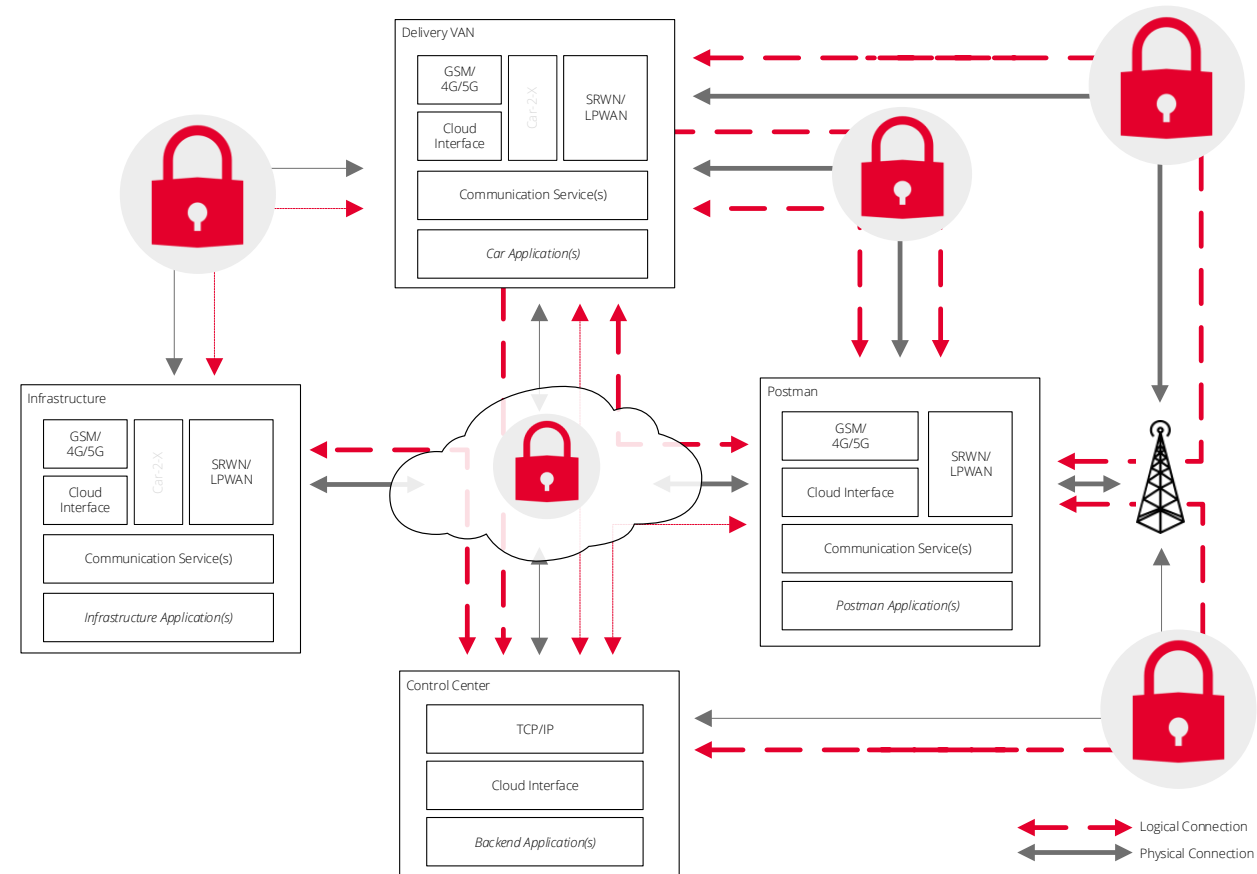 Delivery VAN
GSM/
4G/5G
Car-2-X
SRWN/
LPWAN
Cloud
Interface
Communication Service(s)
Car Application(s)
Infrastructure
GSM/
4G/5G
Car-2-X
SRWN/
LPWAN
Cloud
Interface
Communication Service(s)
Infrastructure Application(s)
Postman
GSM/
4G/5G
SRWN/
LPWAN
Cloud Interface
Communication Service(s)
Postman Application(s)
Control Center
TCP/IP
Cloud Interface
Backend Application(s)
Logical Connection
Physical Connection